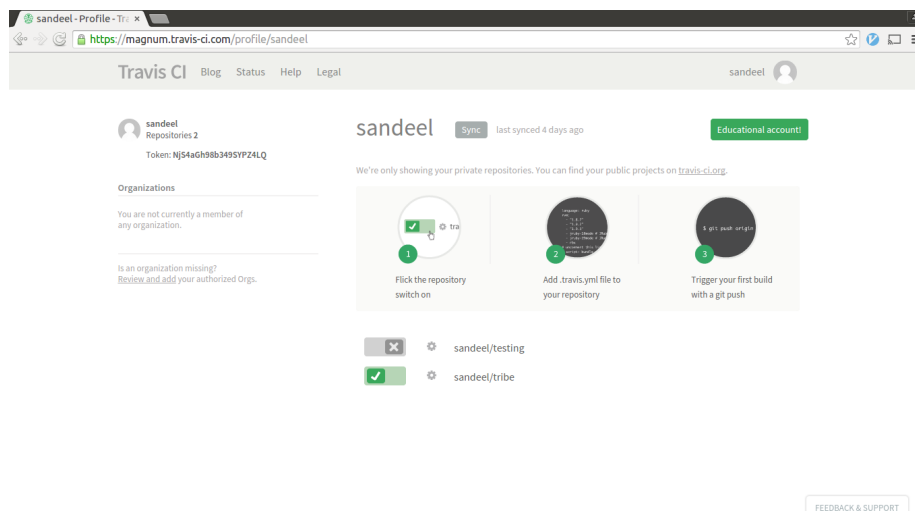 sandeel - Profile - Tra
https://magnum.travis-ci.com/profile/sandeel
Travis CI Blog Status Help Legal
sandeel
sandeel
Repositories 2
Token: NjS4aGh98b349SYPZ4LQ
Organizations
You are not currently a member of
any organization.
Is an organization missing?
Review and add your authorized Orgs.
sandeel Sync last synced 4 days ago
Educational account!
We're only showing your private repositories. You can find your public projects on travis-ci.org.
tra
1
Flick the repository
switch on
language: ruby
2
Add .travis.yml file to
your repository
$ git push origin
3
Trigger your first build
with a git push
sandeel/testing
sandeel/tribe
FEEDBACK & SUPPORT